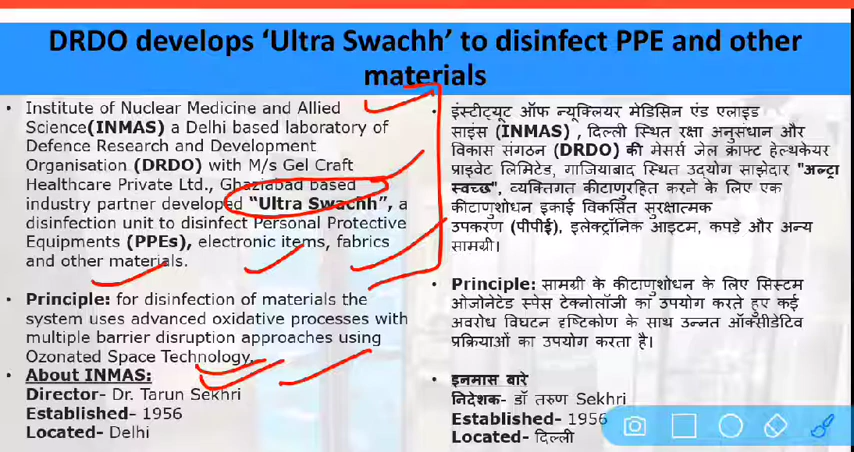 DRDO develops ‘Ultra Swachh’ to disinfect PPE and other
materials
• Institute of Nuclear Medicine and Allied
Science(INMAS) a Delhi based laboratory of
Defence Research and Development
Organisation (DRDO) with M/s Gel Craft
Healthcare Private Ltd., Ghaziabad based
industry partner developed “Ultra Swachh”, a
disinfection unit to disinfect Personal Protective
Equipments (PPEs), electronic items, fabrics
and other materials.
• Principle: for disinfection of materials the
system uses advanced oxidative processes with
multiple barrier disruption approaches using
Ozonated Space Technology.
• About INMAS:
Director- Dr. Tarun Sekhri
Established- 1956
Located- Delhi
• इंस्टीट्यूट ऑफ न्यूक्लियर मेडिसिन एंड एलाइड
साइंस (INMAS) , दिल्ली स्थित रक्षा अनुसंधान और
विकास संगठन (DRDO) की मेसर्स जेल क्राफ्ट हेल्थकेयर
प्राइवेट लिमिटेड, गाजियाबाद स्थित उद्योग साझेदार "अल्ट्रा
स्वच्छ", व्यक्तिगत कीटाणुरहित करने के लिए एक
कीटाणुशोधन इकाई विकसित सुरक्षात्मक
उपकरण (पीपीई), इलेक्ट्रॉनिक आइटम, कपड़े और अन्य
सामग्री।
• Principle: सामग्री के कीटाणुशोधन के लिए सिस्टम
ओजोनेटेड स्पेस टेक्नोलॉजी का उपयोग करते हुए कई
अवरोध विघटन दृष्टिकोण के साथ उन्नत ऑक्सीडेटिव
प्रक्रियाओं का उपयोग करता है।
• इनमास बारे
निदेशक- डॉ तरुण Sekhri
Established- 1956
Located- दिल्ली